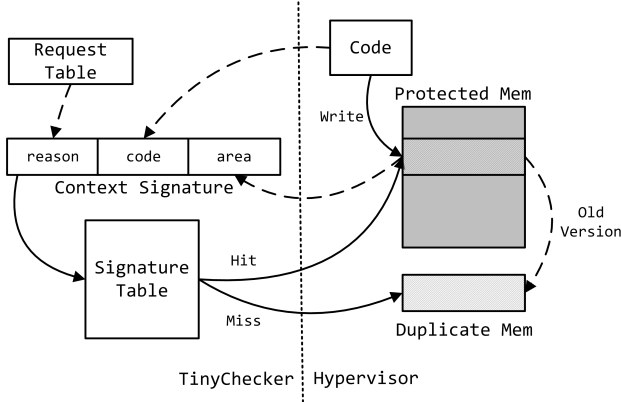 Request
Table
Code
Protected Mem
Write
reason
code
area
Context Signature
Old
Version
Signature
Table
Hit
Miss
Duplicate Mem
TinyChecker
Hypervisor